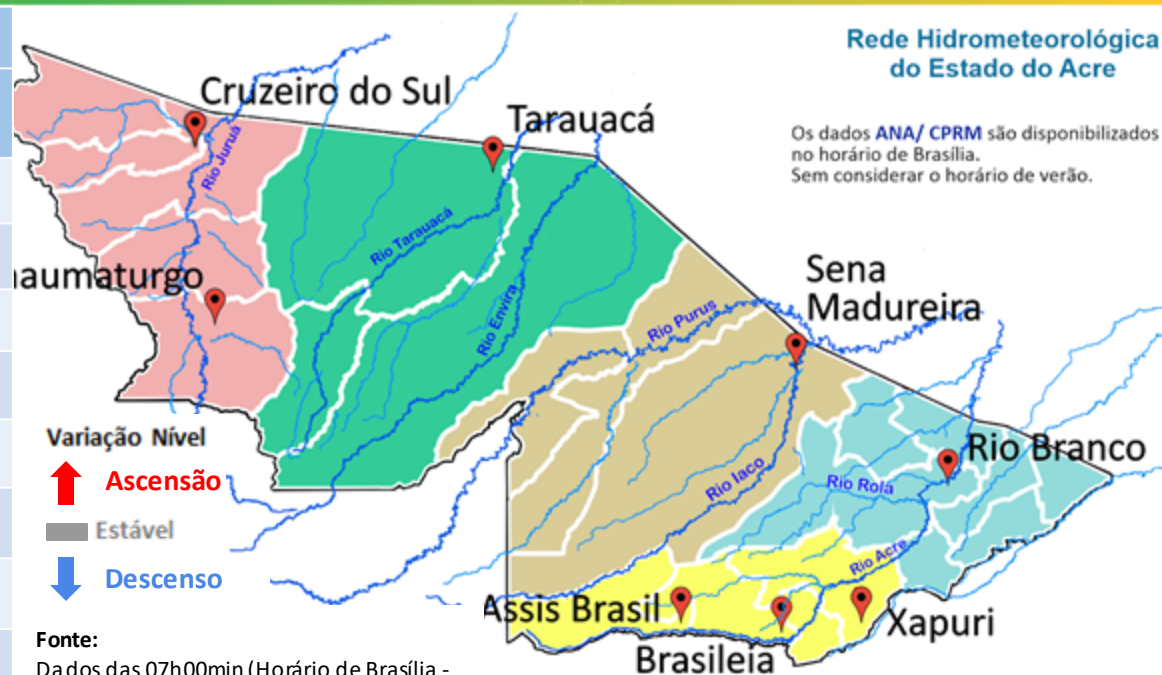 Rede Hidrometeorológica
do Estado do Acre
Os dados ANA/ CPRM são disponibilizados
no horário de Brasília.
Sem considerar o horário de verão.
Cruzeiro do Sul
Tarauacá
Rio Juruá
Rio Tarauacá
aumaturgo
Rio Envira
Sena
Madureira
Rio Purus
Rio Branco
Rio Iaco
Rio Rola
Rio Acre
Assis Brasil
Xapuri
Brasileia
Variação Nível
Ascensão
Estável
Descenso
Fonte:
Dados das 07h00min (Horário de Brasília -